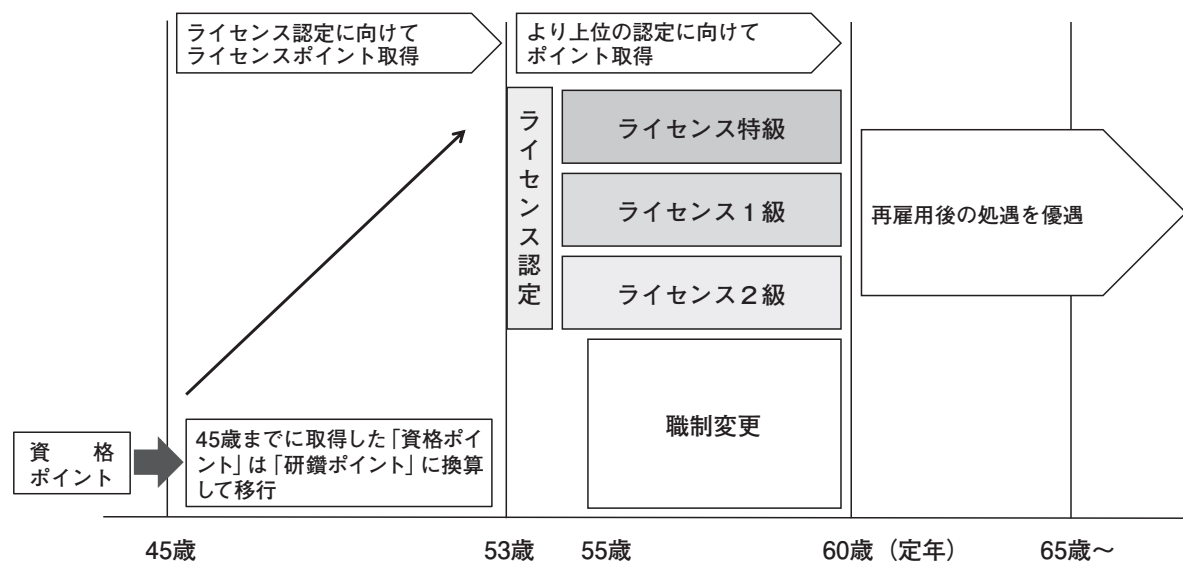 ライセンス認定に向けて
ライセンスポイント取得
より上位の認定に向けて
ポイント取得
ライセンス認定
ライセンス特級
ライセンス1級
ライセンス2級
再雇用後の処遇を優遇
職制変更
資　格
ポイント
45歳までに取得した「資格ポイ
ント」は「研鑽ポイント」に換算
して移行
45歳
53歳
55歳
60歳（定年）
65歳～